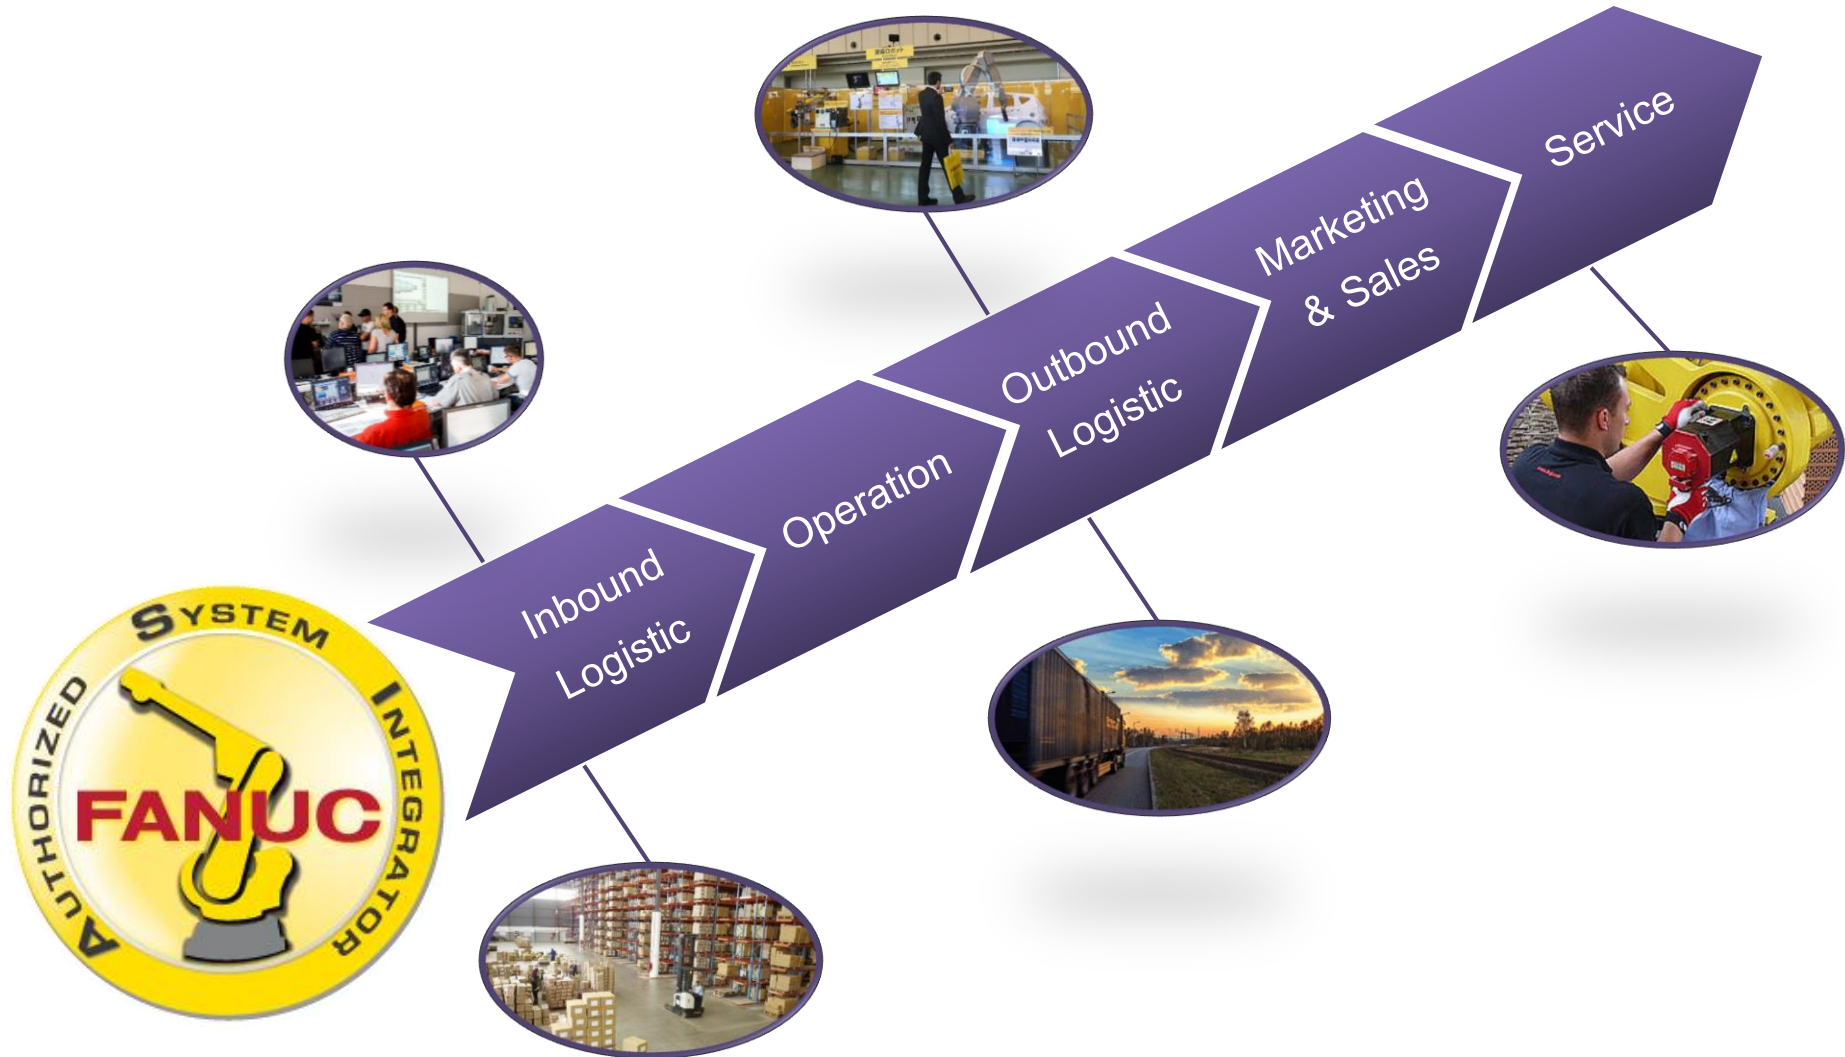 AUTHORIZED SYSTEM INTEGRATOR
FANUC
Inbound
Logistic
Operation
Outbound
Logistic
Marketing
& Sales
Service